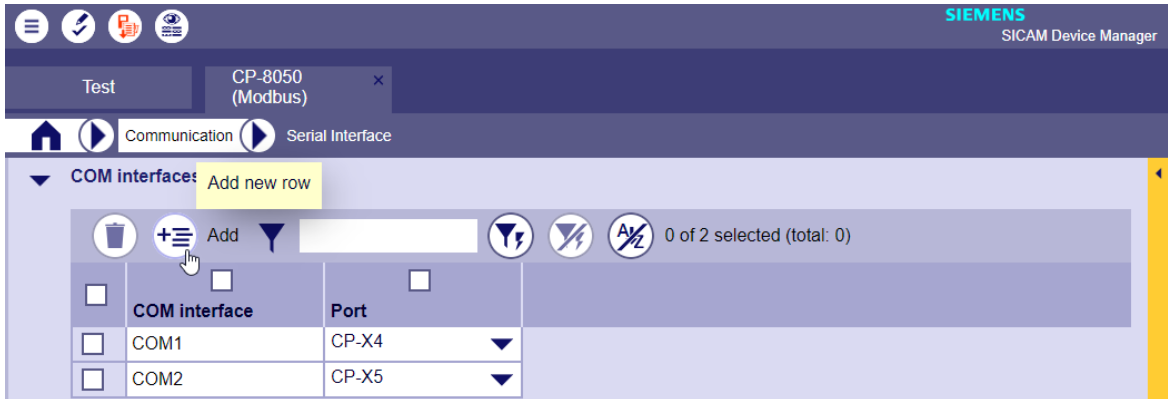 SIEMENS
SICAM Device Manager
Test
CP-8050
(Modbus)
×
Communication
Serial Interface
COM interfaces
Add new row
Add
0 of 2 selected (total: 0)
COM interface
Port
COM1
CP-X4
COM2
CP-X5